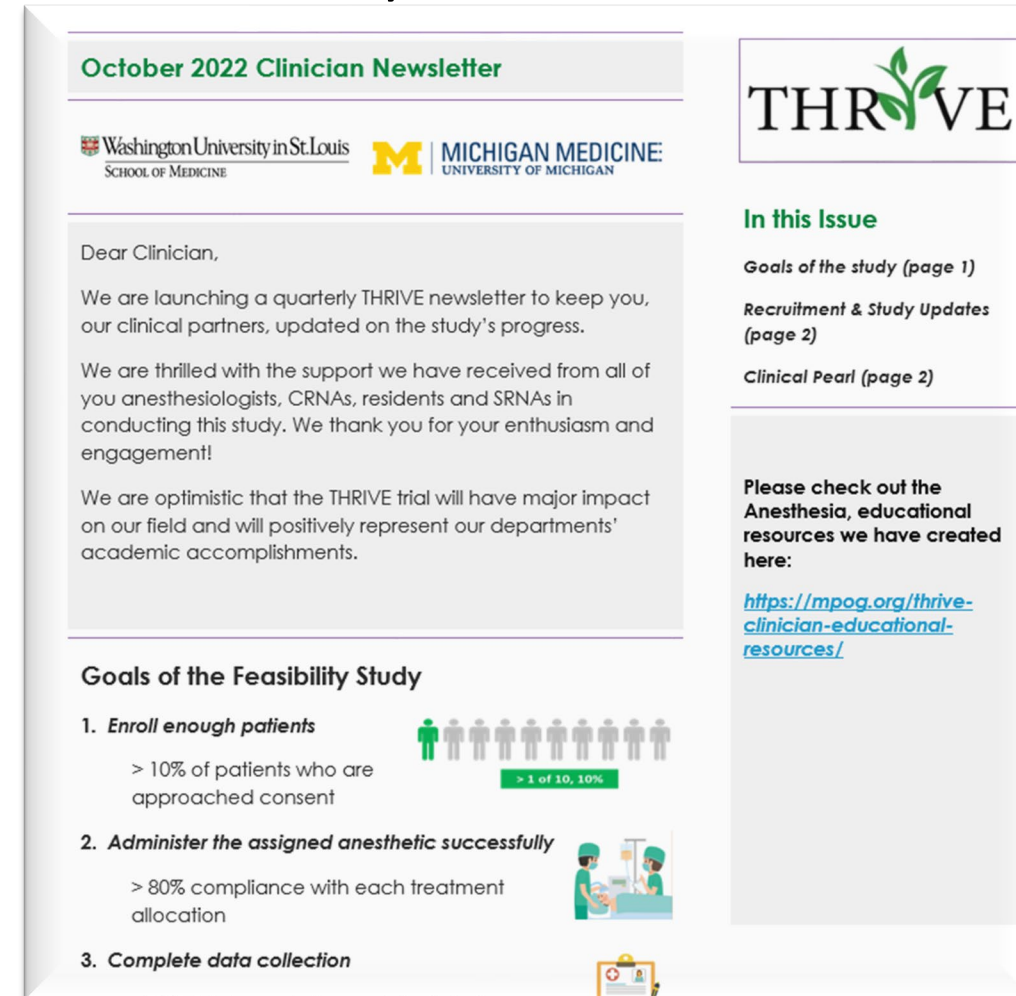 October 2022 Clinician Newsletter
Washington University in St. Louis
SCHOOL OF MEDICINE
M | MICHIGAN MEDICINE
UNIVERSITY OF MICHIGAN
Dear Clinician,
We are launching a quarterly THRIVE newsletter to keep you,
our clinical partners, updated on the study's progress.
We are thrilled with the support we have received from all of
you anesthesiologists, CRNAs, residents and SRNAs in
conducting this study. We thank you for your enthusiasm and
engagement!
We are optimistic that the THRIVE trial will have major impact
on our field and will positively represent our departments'
academic accomplishments.
Goals of the Feasibility Study
1. Enroll enough patients
> 10% of patients who are
approached consent
> 1 of 10, 10%
2. Administer the assigned anesthetic successfully
> 80% compliance with each treatment
allocation
3. Complete data collection
THRIVE
In this Issue
Goals of the study (page 1)
Recruitment & Study Updates
(page 2)
Clinical Pearl (page 2)
Please check out the
Anesthesia, educational
resources we have created
here:
https://mpog.org/thrive-
clinician-educational-
resources/